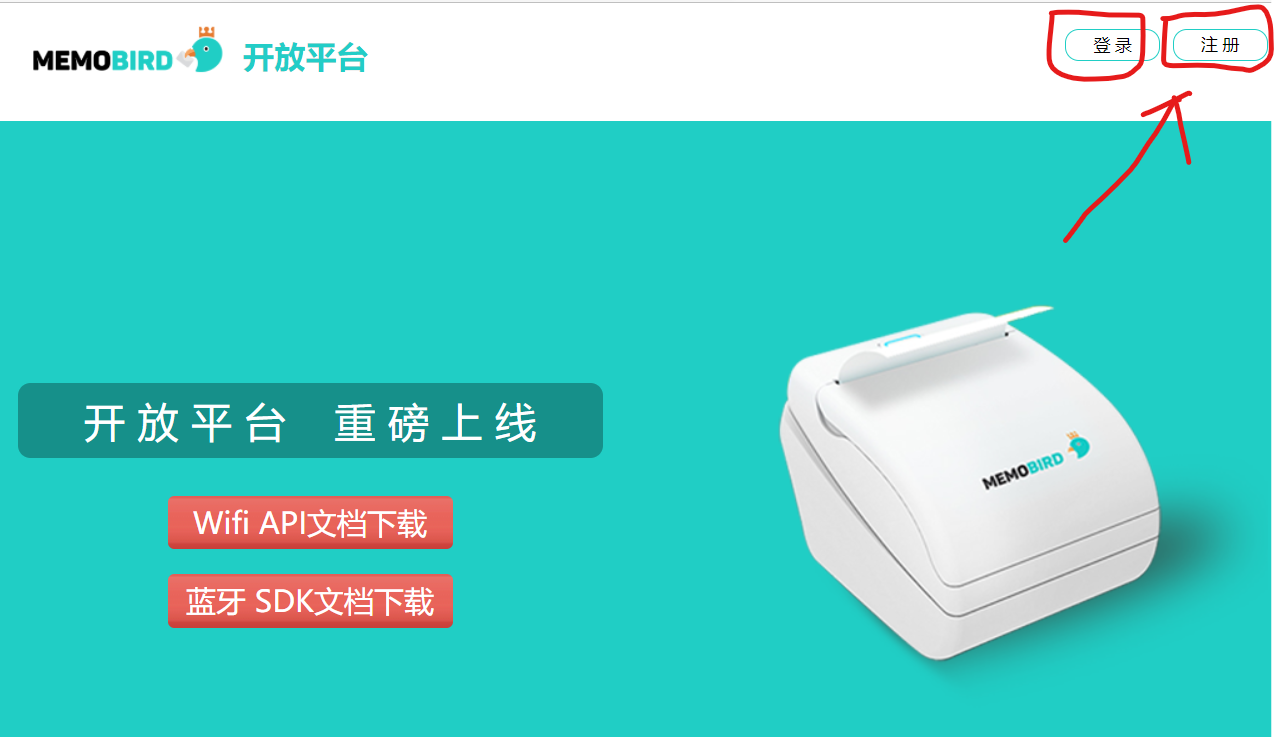 MEMOBIRD 开放平台
登录
注册
开放平台 重磅上线
Wifi API文档下载
蓝牙 SDK文档下载
MEMOBIRD